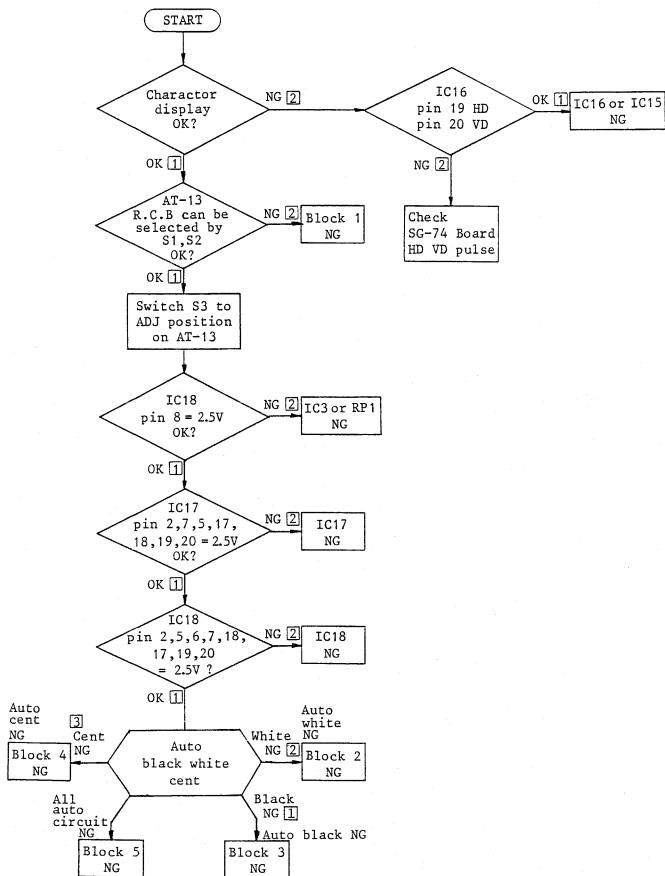 START
Charactor
display
OK?
NG 2
IC16
pin 19 HD
pin 20 VD
OK 1
IC16 or IC15
NG
NG 2
Check
SG-74 Board
HD VD pulse
OK 1
AT-13
R.C.B can be
selected by
S1,S2
OK?
NG 2
Block 1
NG
OK 1
Switch S3 to
ADJ position
on AT-13
IC18
pin 8 = 2.5V
OK?
NG 2
IC3 or RP1
NG
OK 1
IC17
pin 2,7,5,17,
18,19,20 = 2.5V
OK?
NG 2
IC17
NG
OK 1
IC18
pin 2,5,6,7,18,
17,19,20
= 2.5V ?
NG 2
IC18
NG
OK 1
Auto
black white
cent
Auto
cent
NG
3
Cent
NG
Block 4
NG
White
NG 2
Auto
white
NG
Block 2
NG
All
auto
circuit
NG
Block 5
NG
Black
NG 1
Auto black NG
Block 3
NG